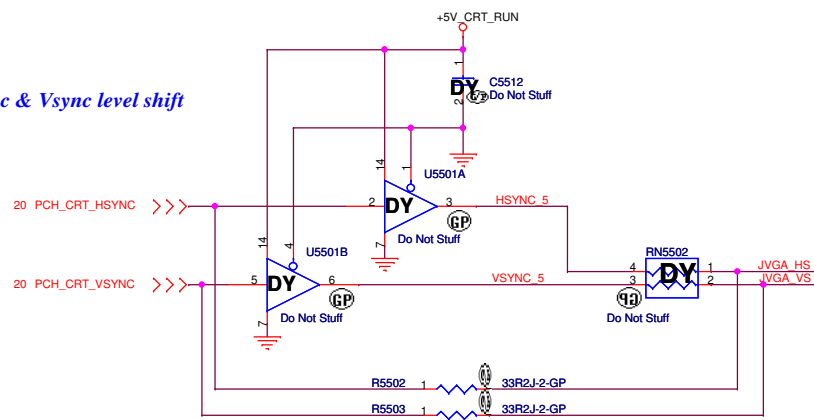 +5V_CRT_RUN
c & Vsync level shift
1
C5512
DY
Do Not Stuff
2
14
1
U5501A
20 PCH_CRT_HSYNC
2
DY
3
HSYNC_5
GP
7
Do Not Stuff
14
4
U5501B
20 PCH_CRT_VSYNC
5
DY
6
VSYNC_5
GP
7
Do Not Stuff
RN5502
4
DY
1
JVGA_HS
3
2
JVGA_VS
GP
Do Not Stuff
R5502
1
33R2J-2-GP
R5503
1
33R2J-2-GP